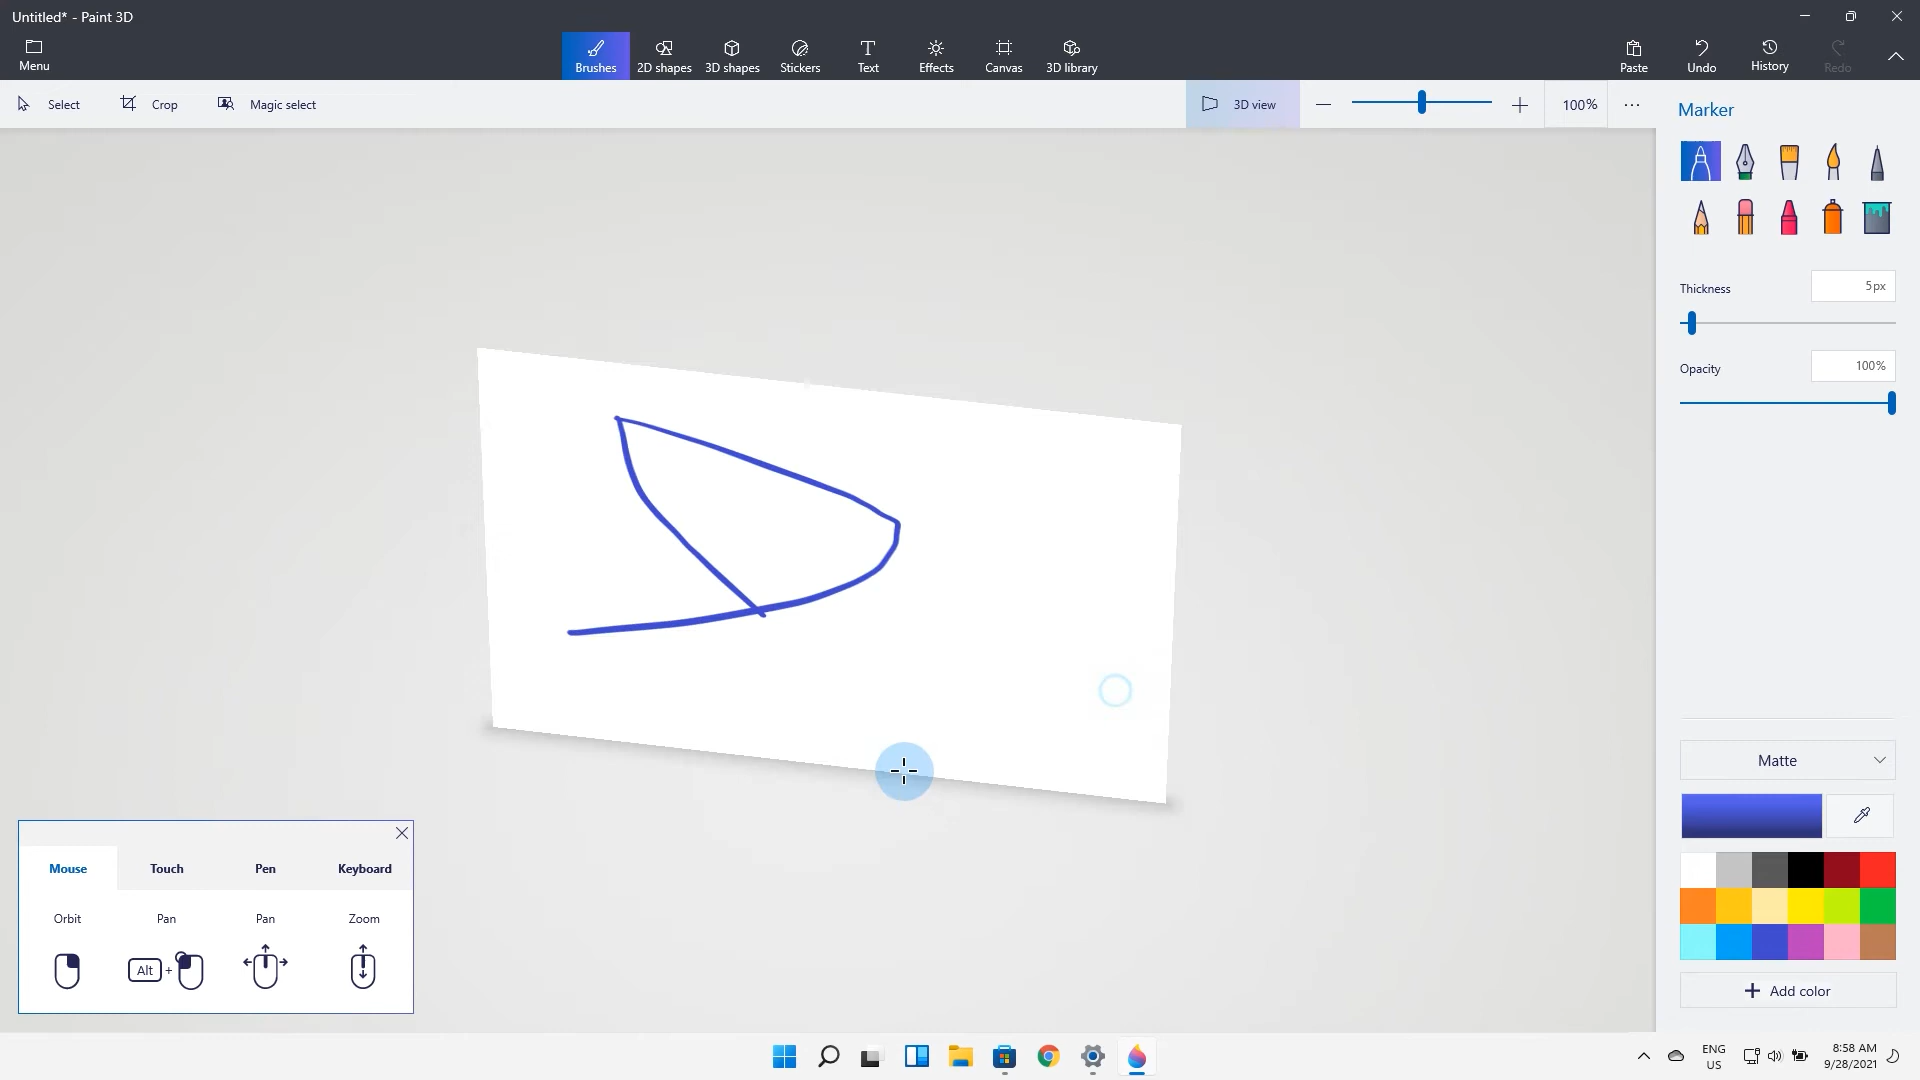 Untitled* - Paint 3D
Menu
Brushes
2D shapes
3D shapes
Stickers
Text
Effects
Canvas
3D library
Paste
Undo
History
Redo
Select
Crop
Magic select
3D view
100%
Marker
Thickness
5px
Opacity
100%
Matte
Add color
Mouse
Touch
Pen
Keyboard
Orbit
Pan
Pan
Zoom
Alt +
ENG
US
8:58 AM
9/28/2021